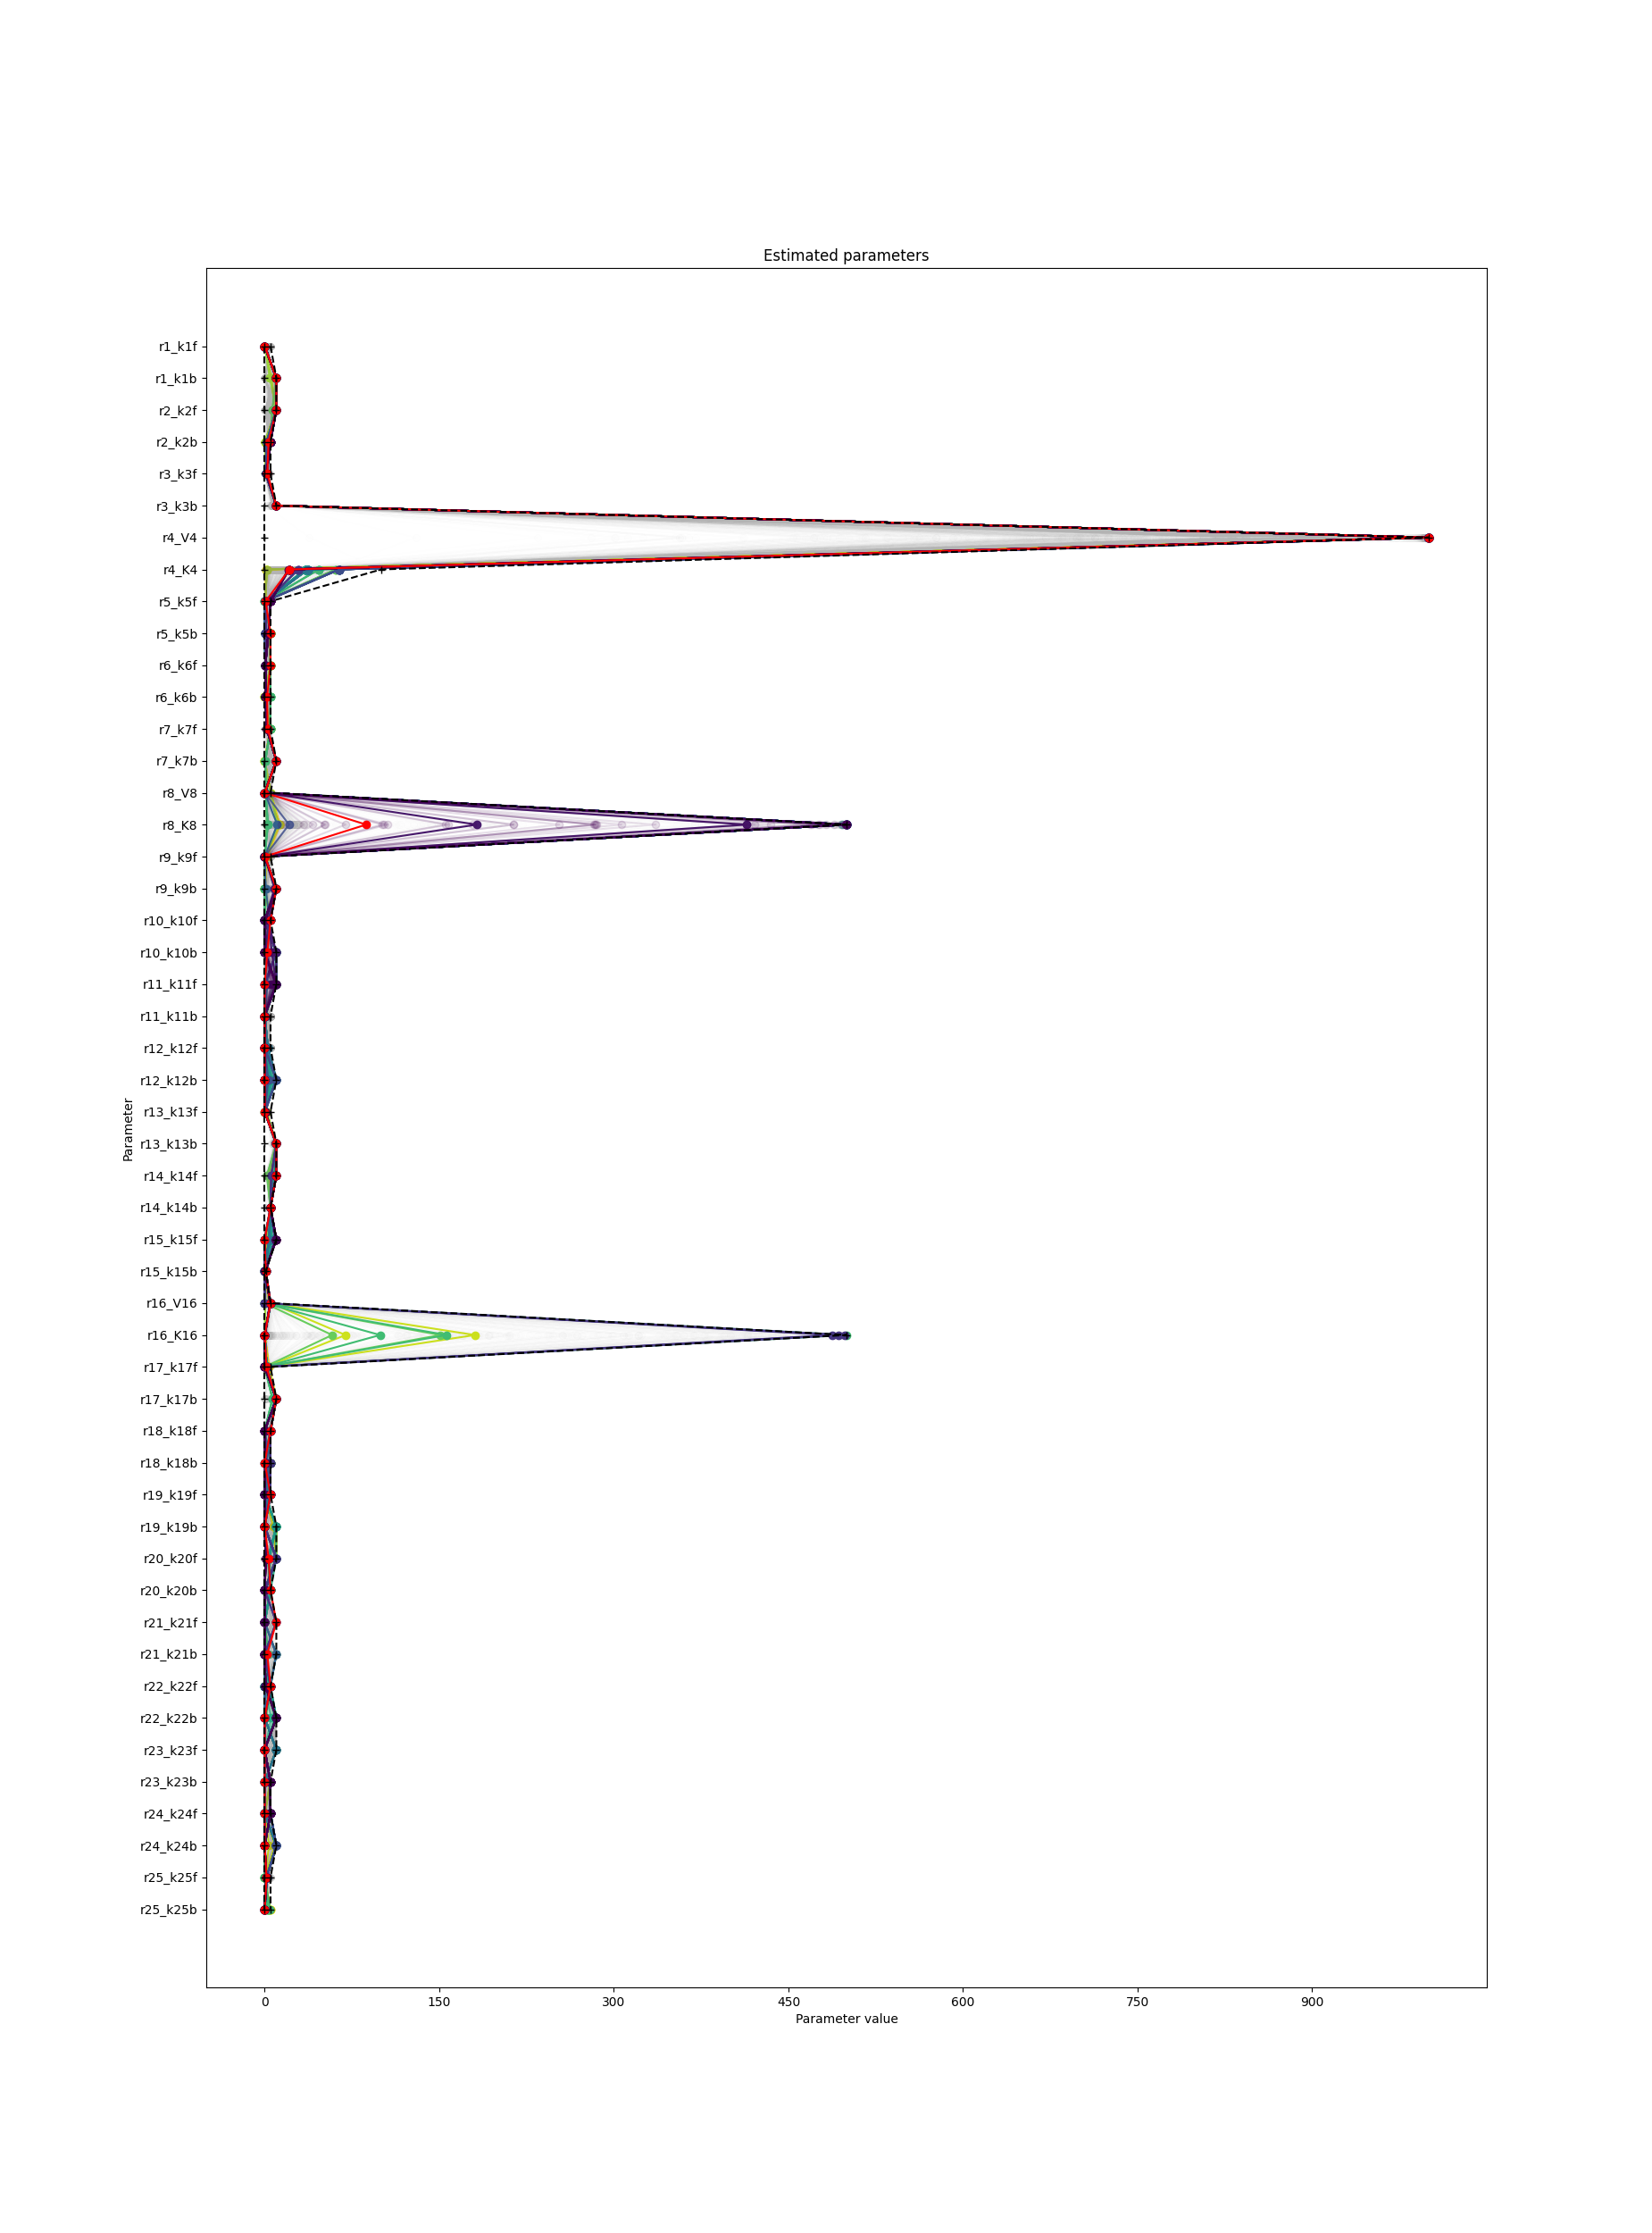 Estimated parameters
r1_k1f
r1_k1b
r2_k2f
r2_k2b
r3_k3f
r3_k3b
r4_V4
r4_K4
r5_k5f
r5_k5b
r6_k6f
r6_k6b
r7_k7f
r7_k7b
r8_V8
r8_K8
r9_k9f
r9_k9b
r10_k10f
r10_k10b
r11_k11f
r11_k11b
r12_k12f
r12_k12b
r13_k13f
r13_k13b
r14_k14f
r14_k14b
r15_k15f
r15_k15b
r16_V16
r16_K16
r17_k17f
r17_k17b
r18_k18f
r18_k18b
r19_k19f
r19_k19b
r20_k20f
r20_k20b
r21_k21f
r21_k21b
r22_k22f
r22_k22b
r23_k23f
r23_k23b
r24_k24f
r24_k24b
r25_k25f
r25_k25b
Parameter
0 150 300 450 600 750 900
Parameter value